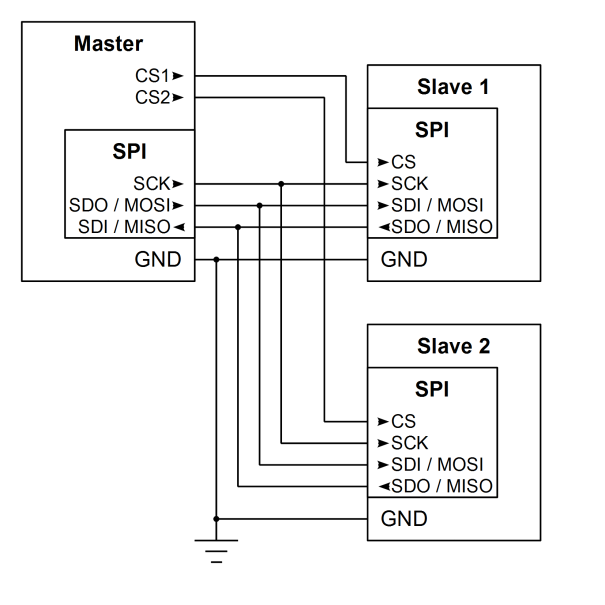 Master
CS1
CS2
SPI
SCK
SDO / MOSI
SDI / MISO
GND
Slave 1
SPI
CS
SCK
SDI / MOSI
SDO / MISO
GND
Slave 2
SPI
CS
SCK
SDI / MOSI
SDO / MISO
GND